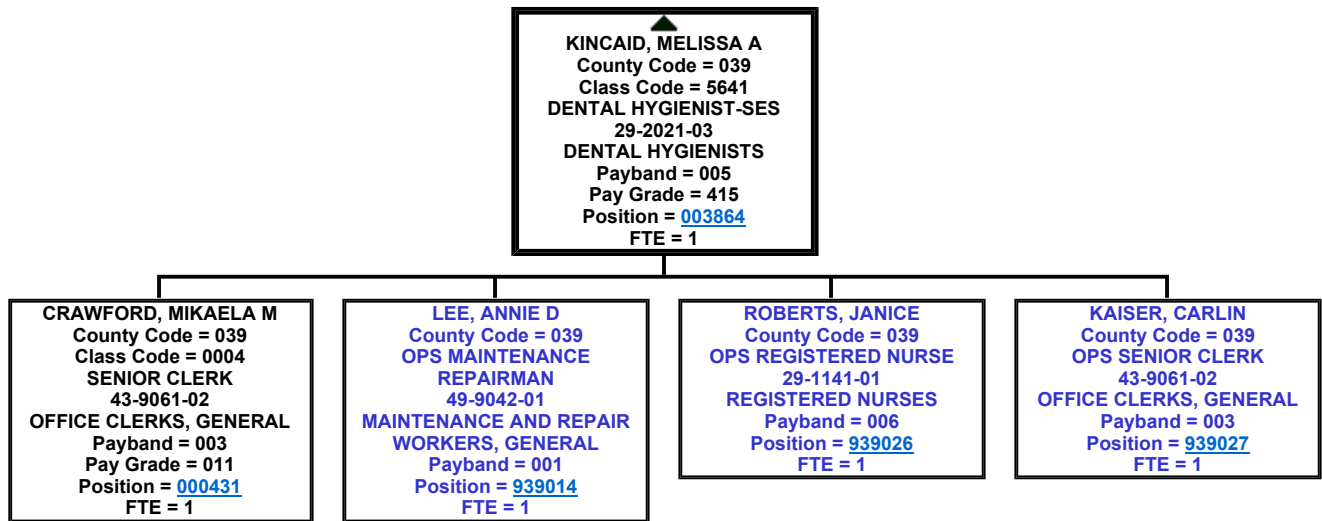 KINCAID, MELISSA A
County Code = 039
Class Code = 5641
DENTAL HYGIENIST-SES
29-2021-03
DENTAL HYGIENISTS
Payband = 005
Pay Grade = 415
Position = 003864
FTE = 1
CRAWFORD, MIKAELA M
County Code = 039
Class Code = 0004
SENIOR CLERK
43-9061-02
OFFICE CLERKS, GENERAL
Payband = 003
Pay Grade = 011
Position = 000431
FTE = 1
LEE, ANNIE D
County Code = 039
OPS MAINTENANCE
REPAIRMAN
49-9042-01
MAINTENANCE AND REPAIR
WORKERS, GENERAL
Payband = 001
Position = 939014
FTE = 1
ROBERTS, JANICE
County Code = 039
OPS REGISTERED NURSE
29-1141-01
REGISTERED NURSES
Payband = 006
Position = 939026
FTE = 1
KAISER, CARLIN
County Code = 039
OPS SENIOR CLERK
43-9061-02
OFFICE CLERKS, GENERAL
Payband = 003
Position = 939027
FTE = 1